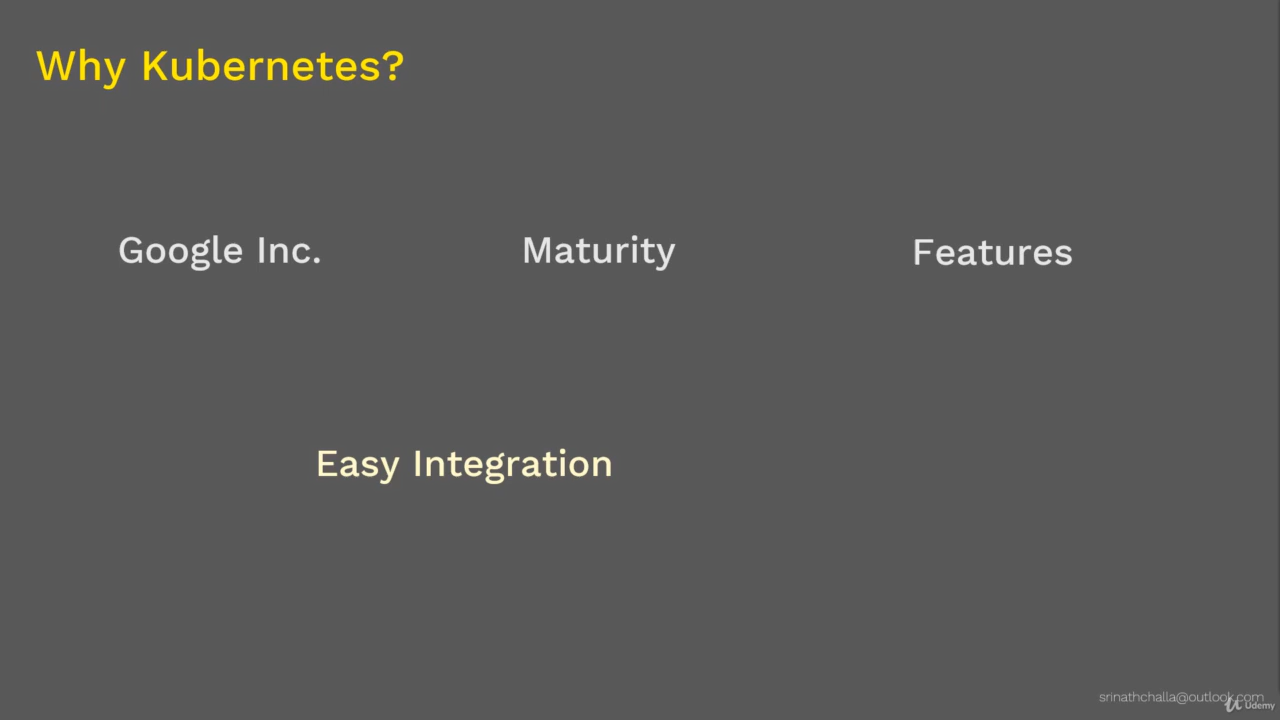 Why Kubernetes?
Google Inc.
Maturity
Features
Easy Integration
srinathchalla@outlook.com
Udemy